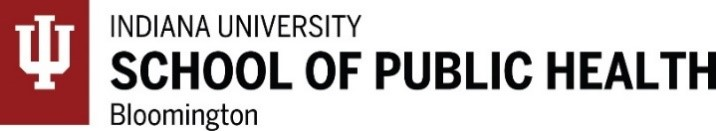 INDIANA UNIVERSITY
SCHOOL OF PUBLIC HEALTH
Bloomington